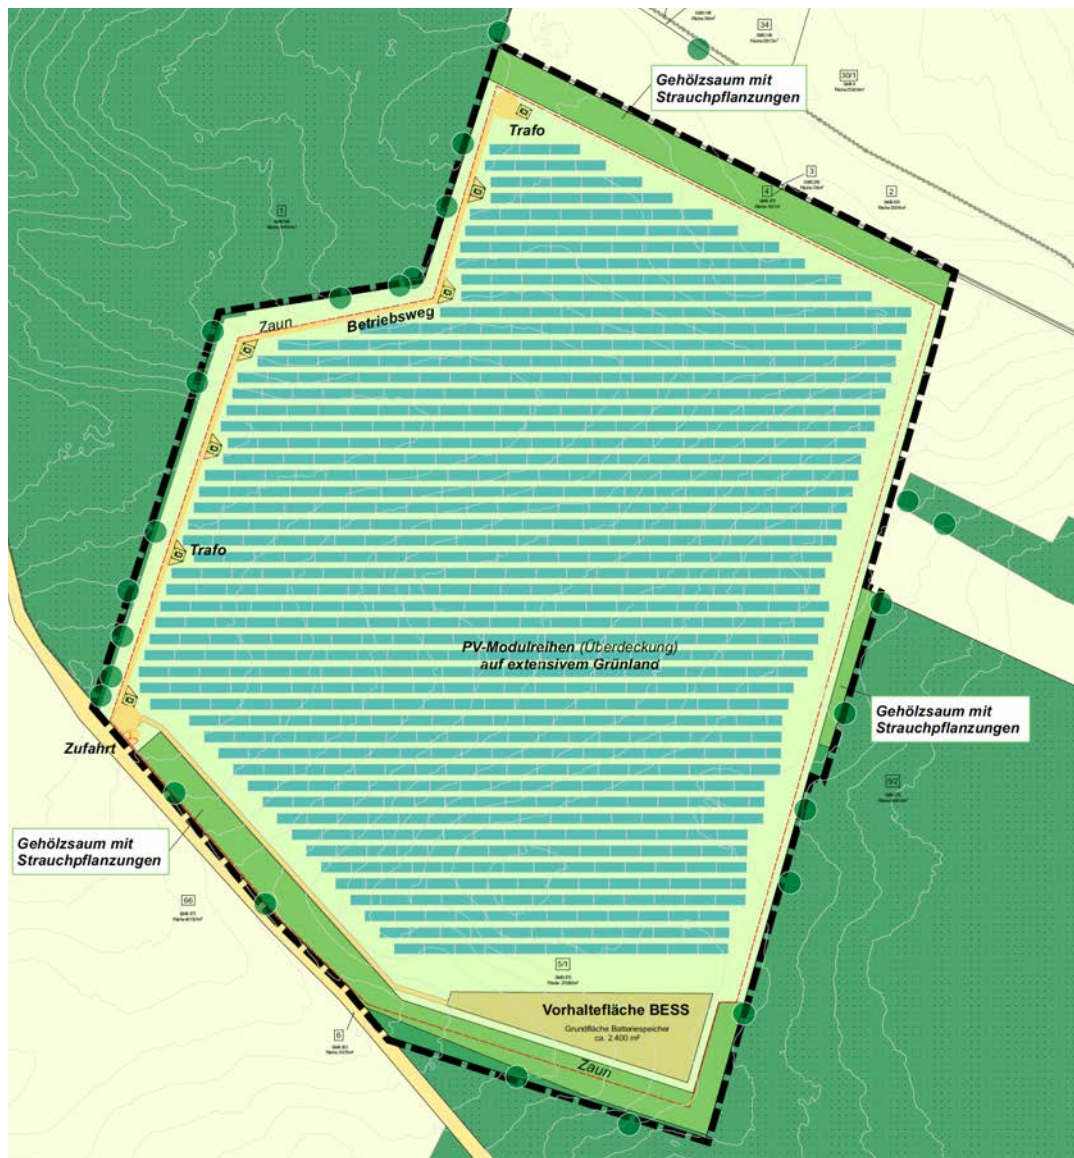 34
30/1
Gehölzsaum mit
Strauchpflanzungen
Trafo
3
4
2
1
Zaun
Betriebsweg
Trafo
PV-Modulreihen (Überdeckung)
auf extensivem Grünland
Gehölzsaum mit
Strauchpflanzungen
Zufahrt
5/2
Gehölzsaum mit
Strauchpflanzungen
66
5/1
Vorhaltefläche BESS
Grundfläche Batteriespeicher
ca. 2.400 m²
6
Zaun